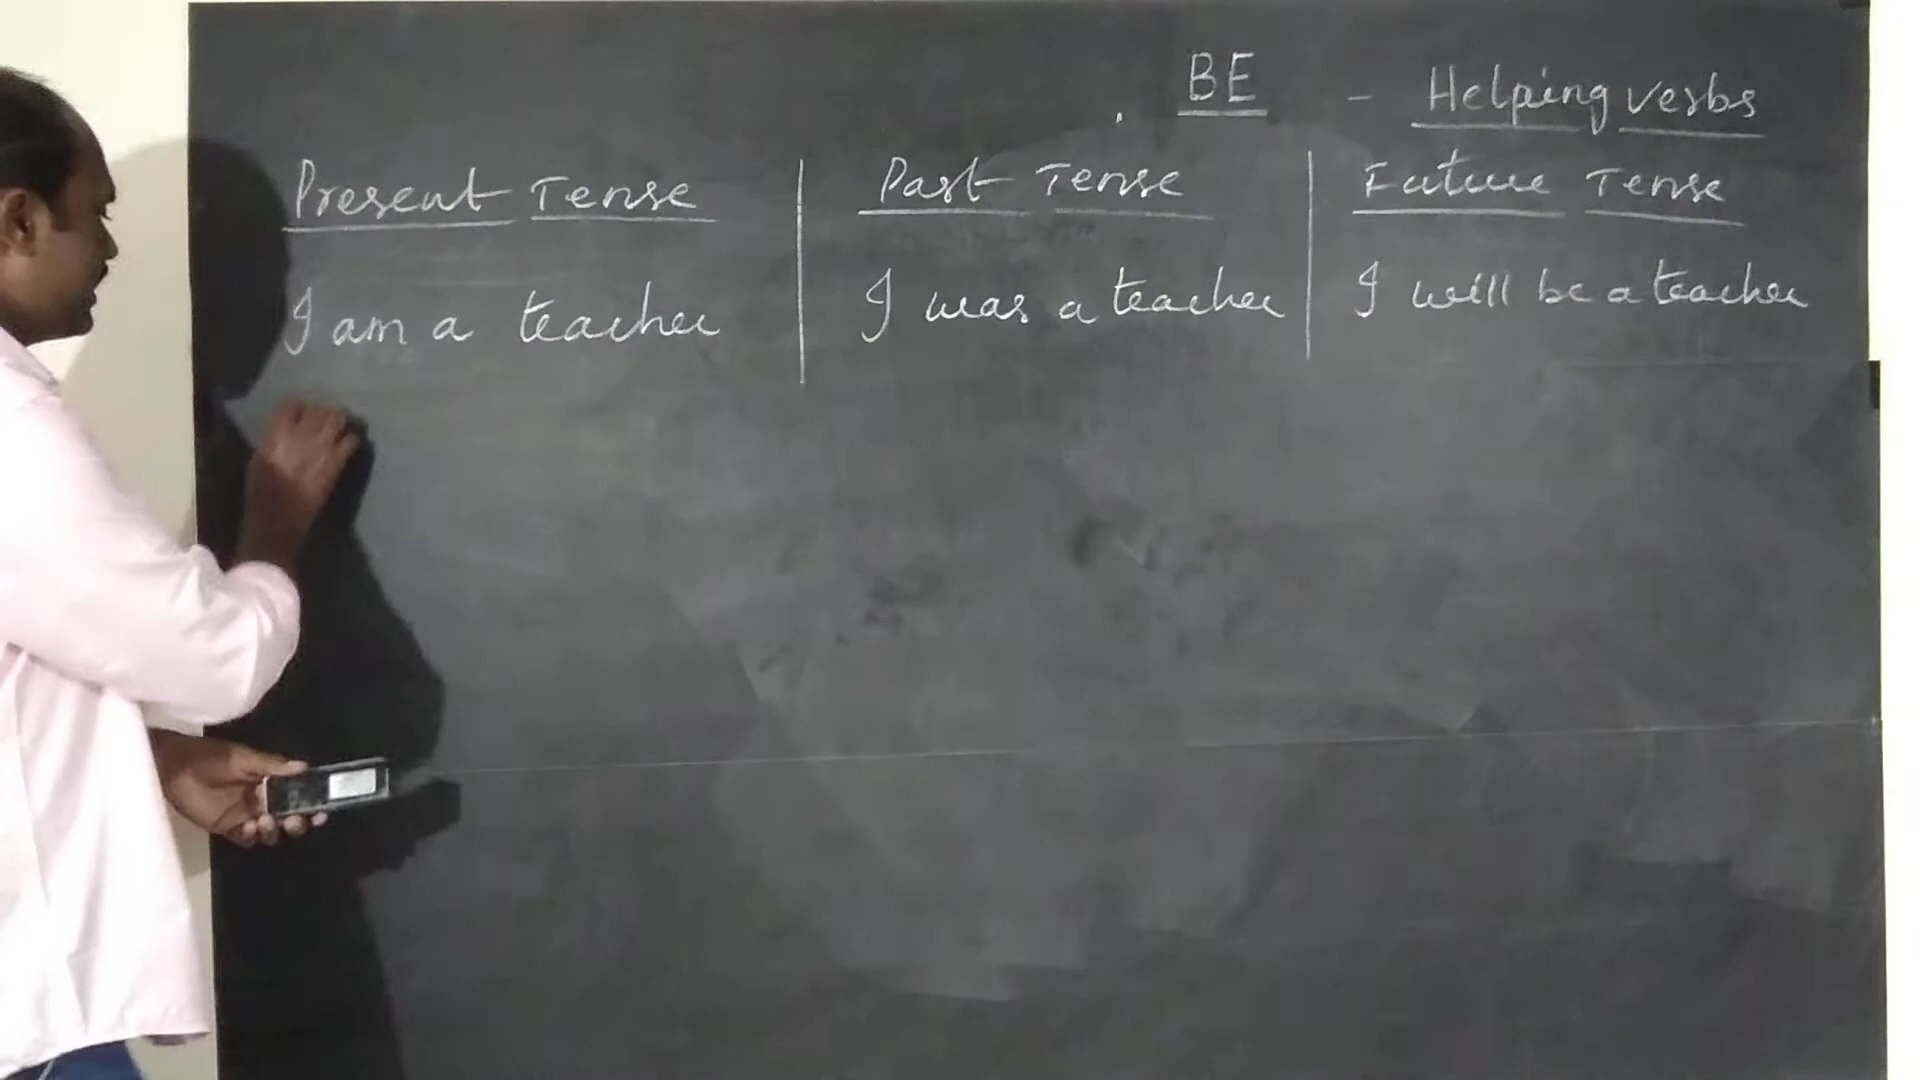 BE - Helping verbs
Present Tense
Past Tense
Future Tense
I am a teacher
I was a teacher
I will be a teacher